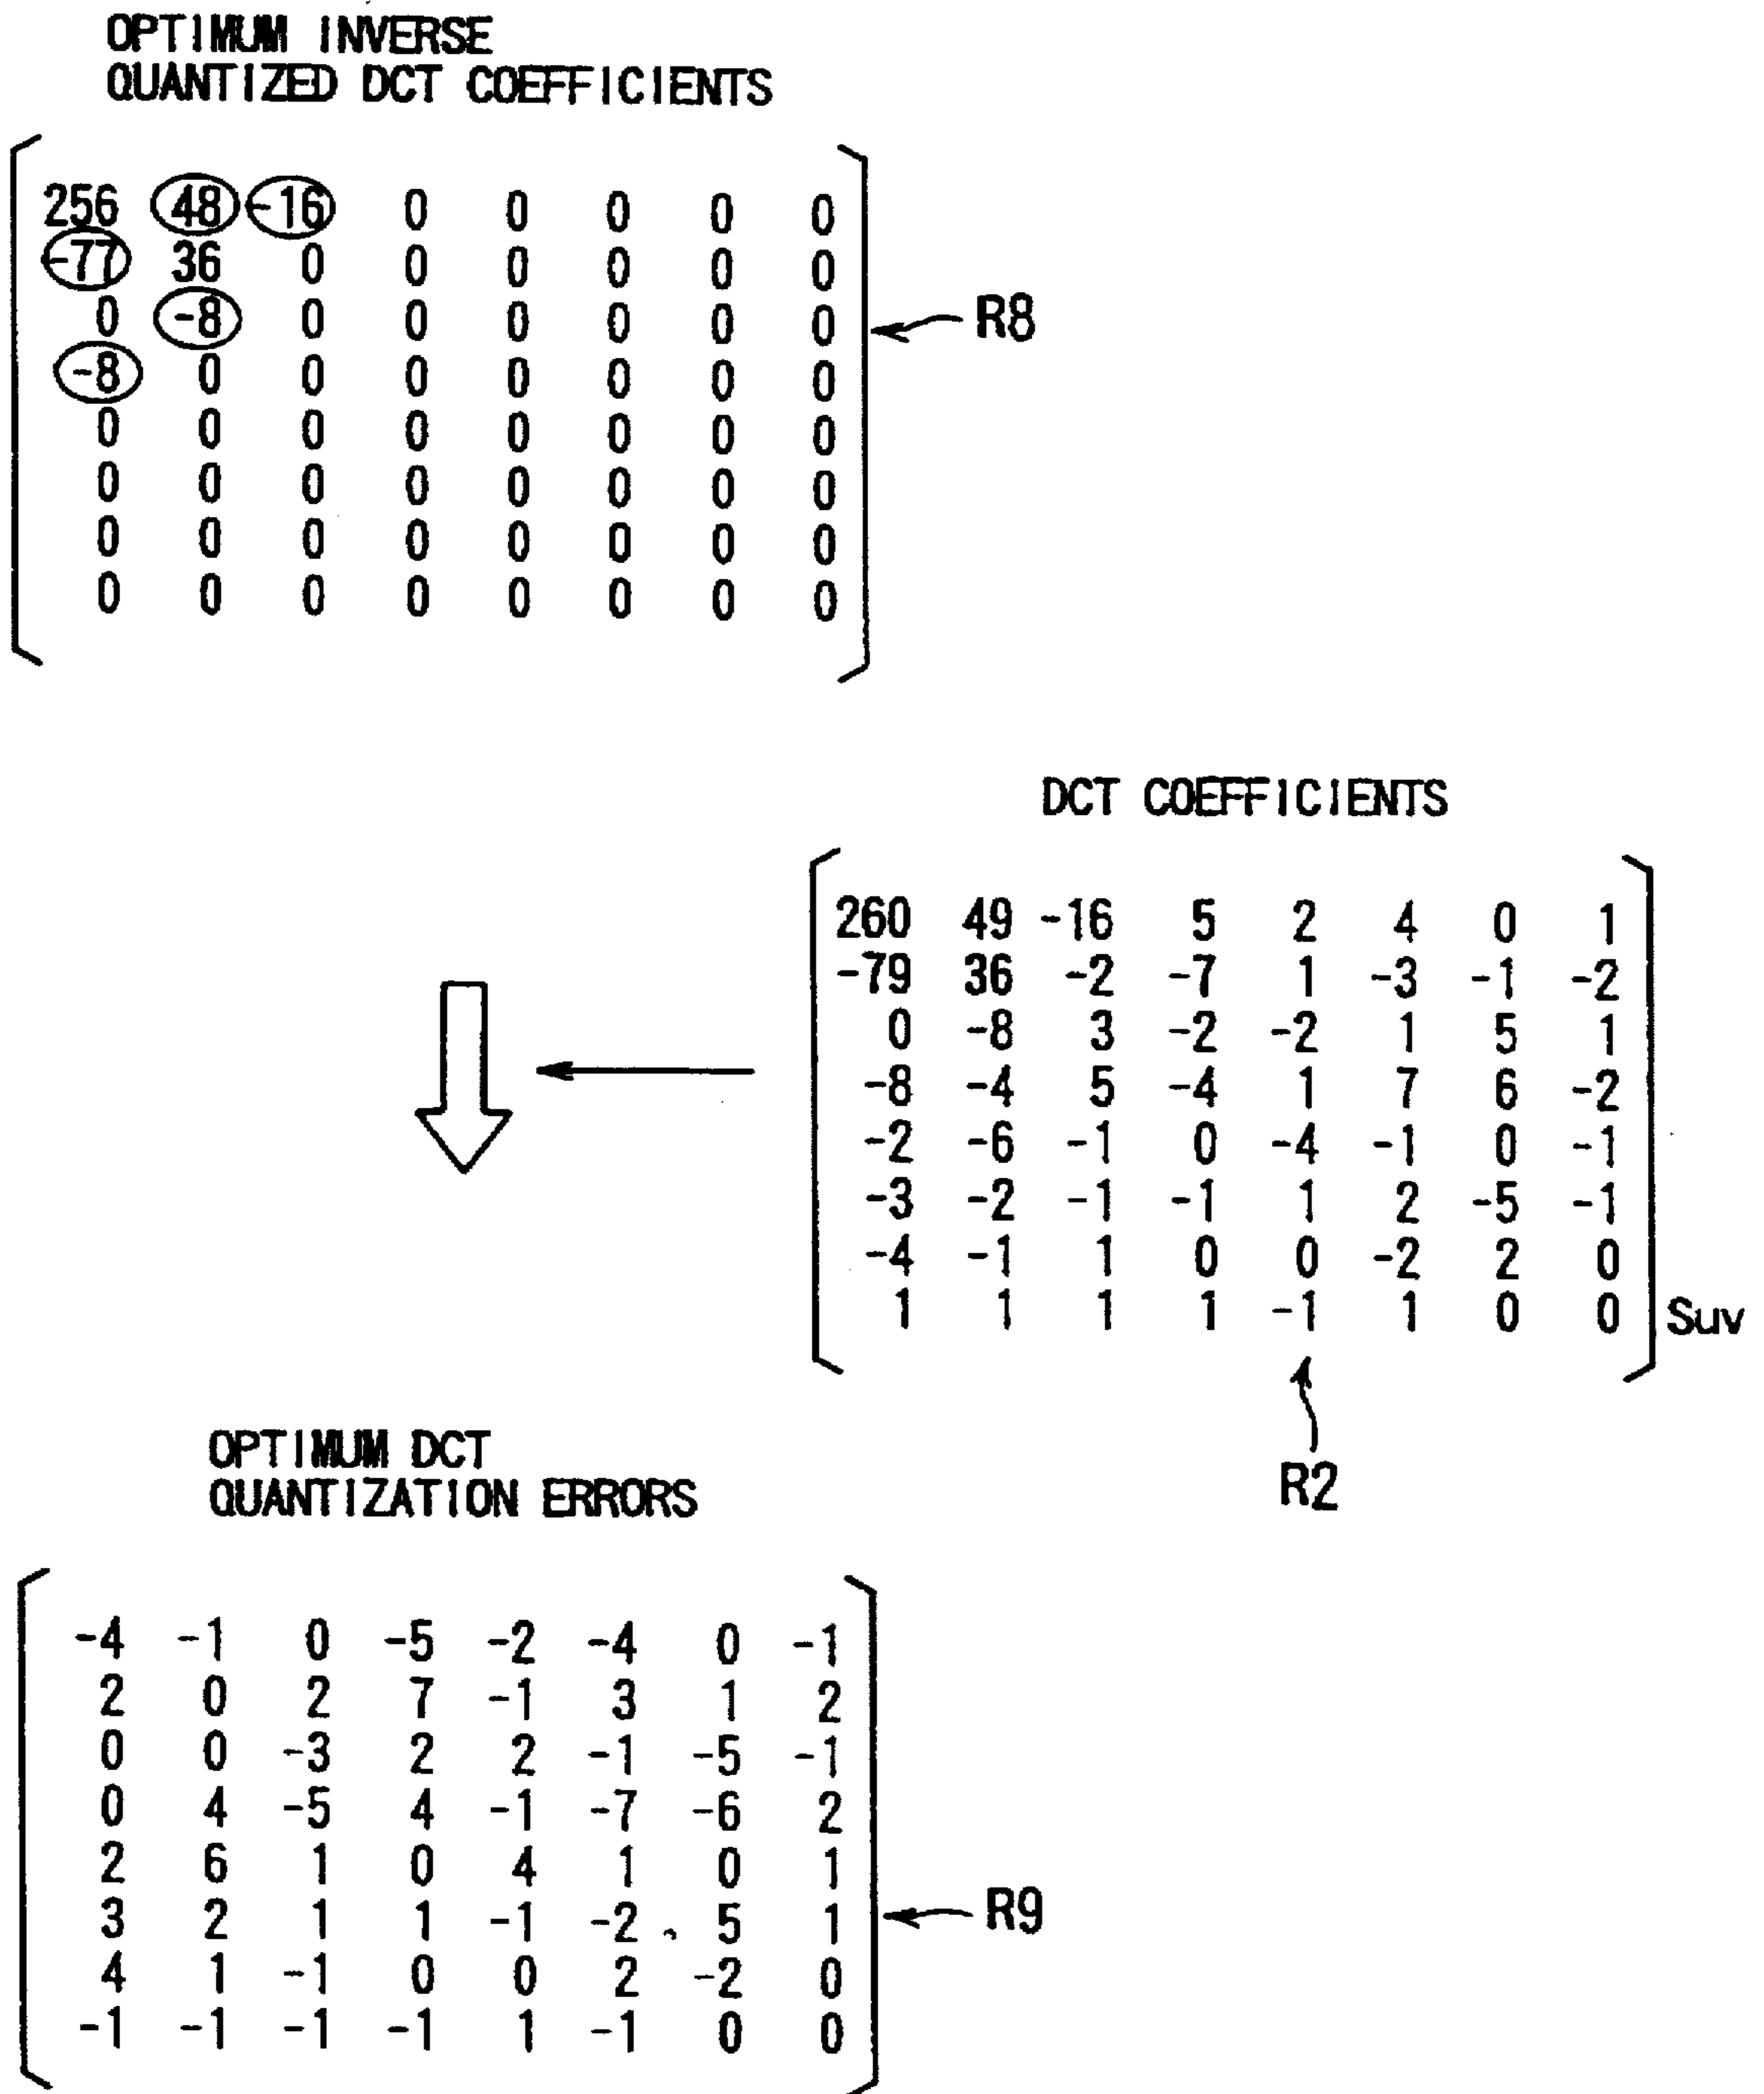 OPTIMUM INVERSE
QUANTIZED DCT COEFFICIENTS
256 48 -16 0 0 0 0 0
-77 36 0 0 0 0 0 0
0 -8 0 0 0 0 0 0
-8 0 0 0 0 0 0 0
0 0 0 0 0 0 0 0
0 0 0 0 0 0 0 0
0 0 0 0 0 0 0 0
0 0 0 0 0 0 0 0
R8
DCT COEFFICIENTS
260 49 -16 5 2 4 0 1
-79 36 -2 -7 1 -3 -1 -2
0 -8 3 -2 -2 1 5 1
-8 -4 5 -4 1 7 6 -2
-2 -6 -1 0 -4 -1 0 -1
-3 -2 -1 -1 1 2 -5 -1
-4 -1 1 0 0 -2 2 0
1 1 1 1 -1 1 0 0
Suv
R2
OPTIMUM DCT
QUANTIZATION ERRORS
-4 -1 0 -5 -2 -4 0 -1
2 0 2 7 -1 3 1 2
0 0 -3 2 2 -1 -5 -1
0 4 -5 4 -1 -7 -6 2
2 6 1 0 4 1 0 1
3 2 1 1 -1 -2 5 1
4 1 -1 0 0 2 -2 0
-1 -1 -1 -1 1 -1 0 0
R9